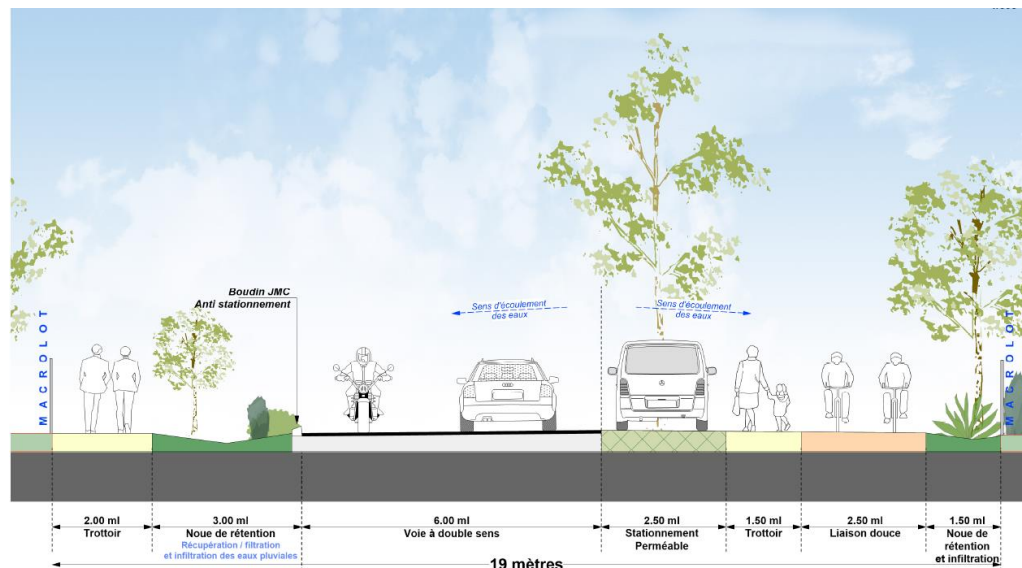 Boudin JMC
Anti stationnement
Sens d'écoulement
des eaux
Sens d'écoulement
des eaux
MACROLOT
MACROLOT
2.00 ml
Trottoir
3.00 ml
Noue de rétention
Récupération / filtration
et infiltration des eaux pluviales
6.00 ml
Voie à double sens
2.50 ml
Stationnement
Perméable
1.50 ml
Trottoir
2.50 ml
Liaison douce
1.50 ml
Noue de
rétention
et infiltration
19 mètres